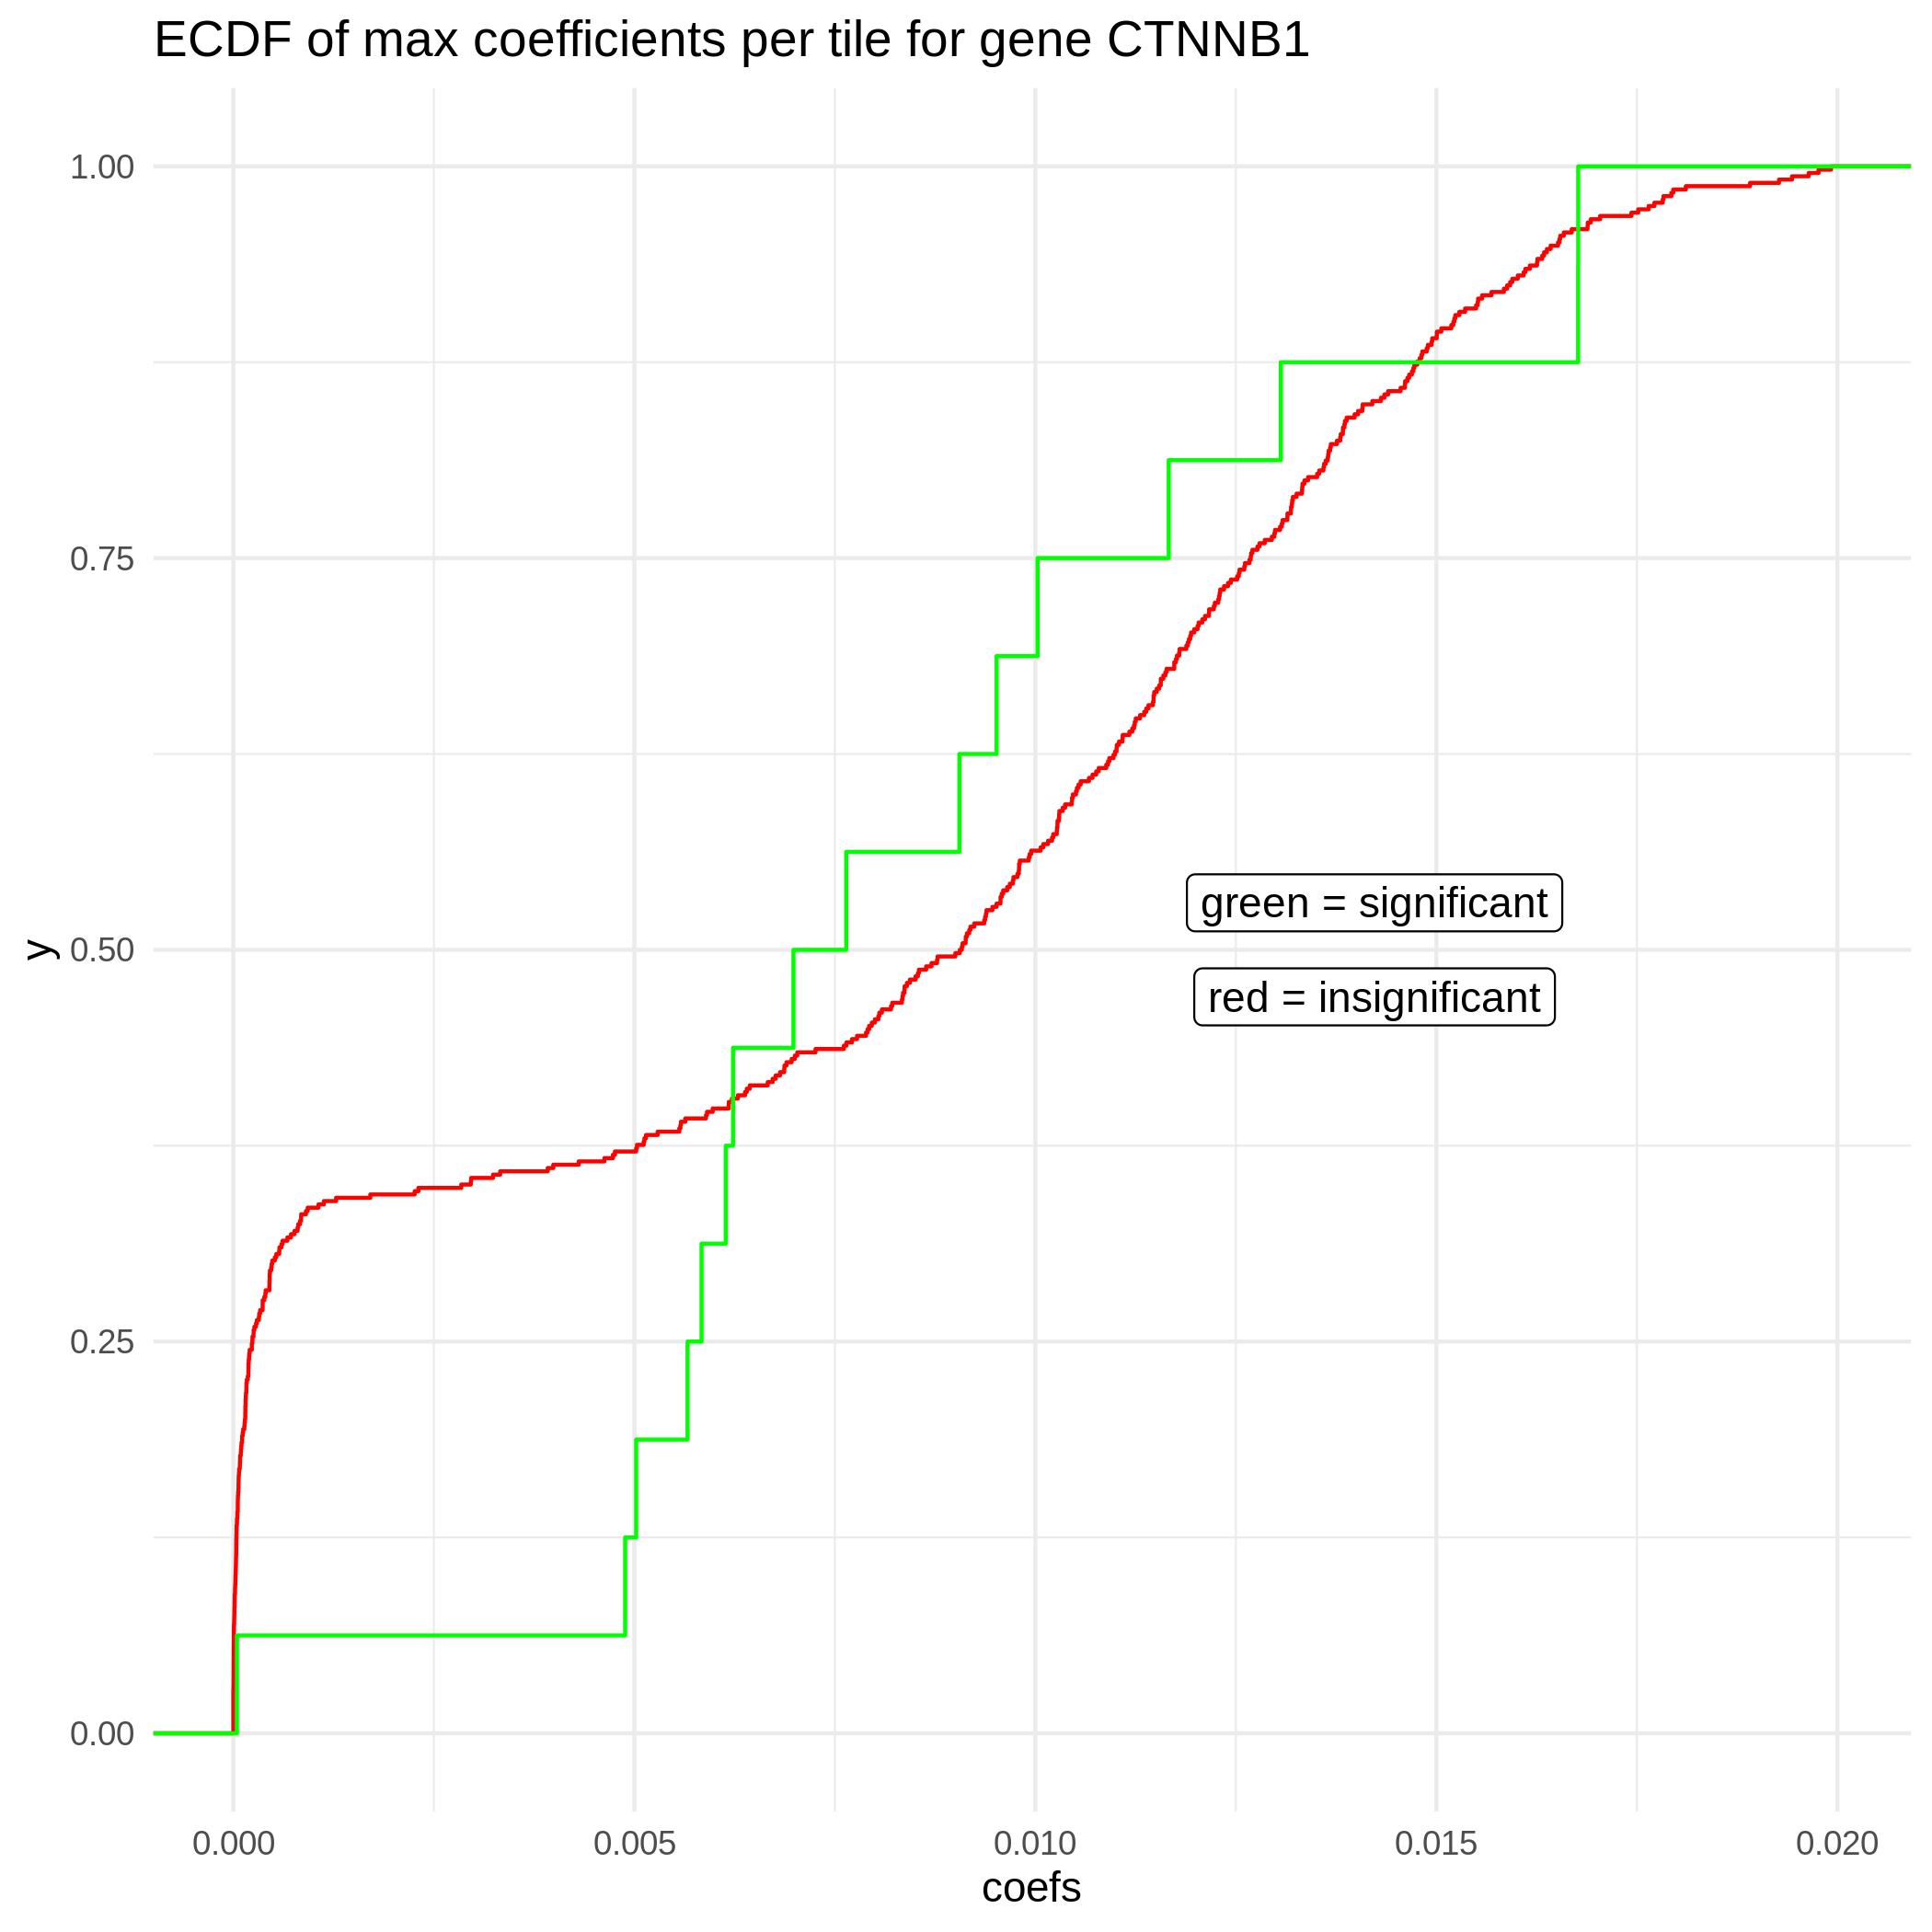 ECDF of max coefficients per tile for gene CTNNB1
1.00
0.75
0.50
0.25
0.00
y
green = significant
red = insignificant
0.000 0.005 0.010 0.015 0.020
coefs